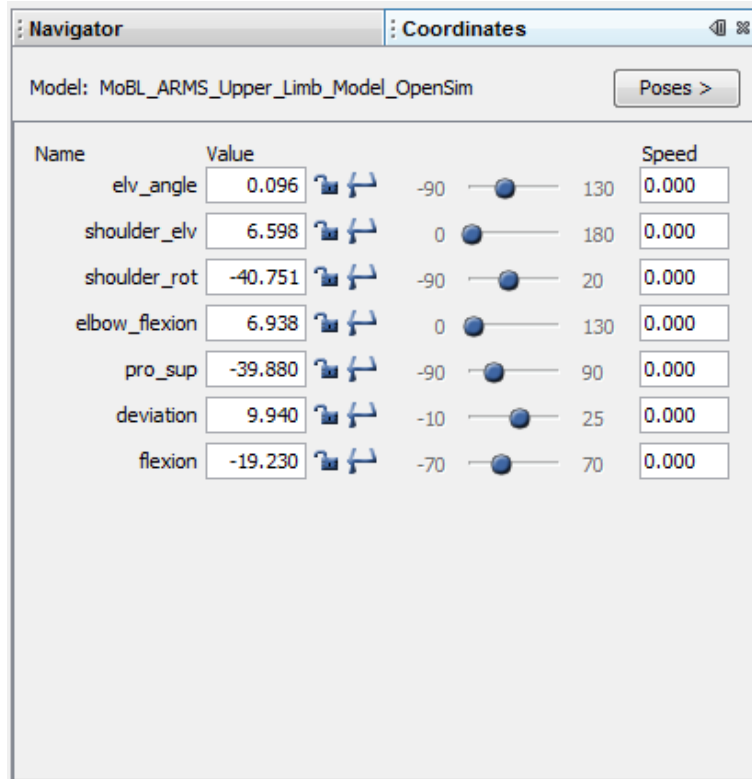 Navigator Coordinates
Model: MoBL_ARMS_Upper_Limb_Model_OpenSim Poses >
Name Value Speed
elv_angle 0.096 -90 130 0.000
shoulder_elv 6.598 0 180 0.000
shoulder_rot -40.751 -90 20 0.000
elbow_flexion 6.938 0 130 0.000
pro_sup -39.880 -90 90 0.000
deviation 9.940 -10 25 0.000
flexion -19.230 -70 70 0.000